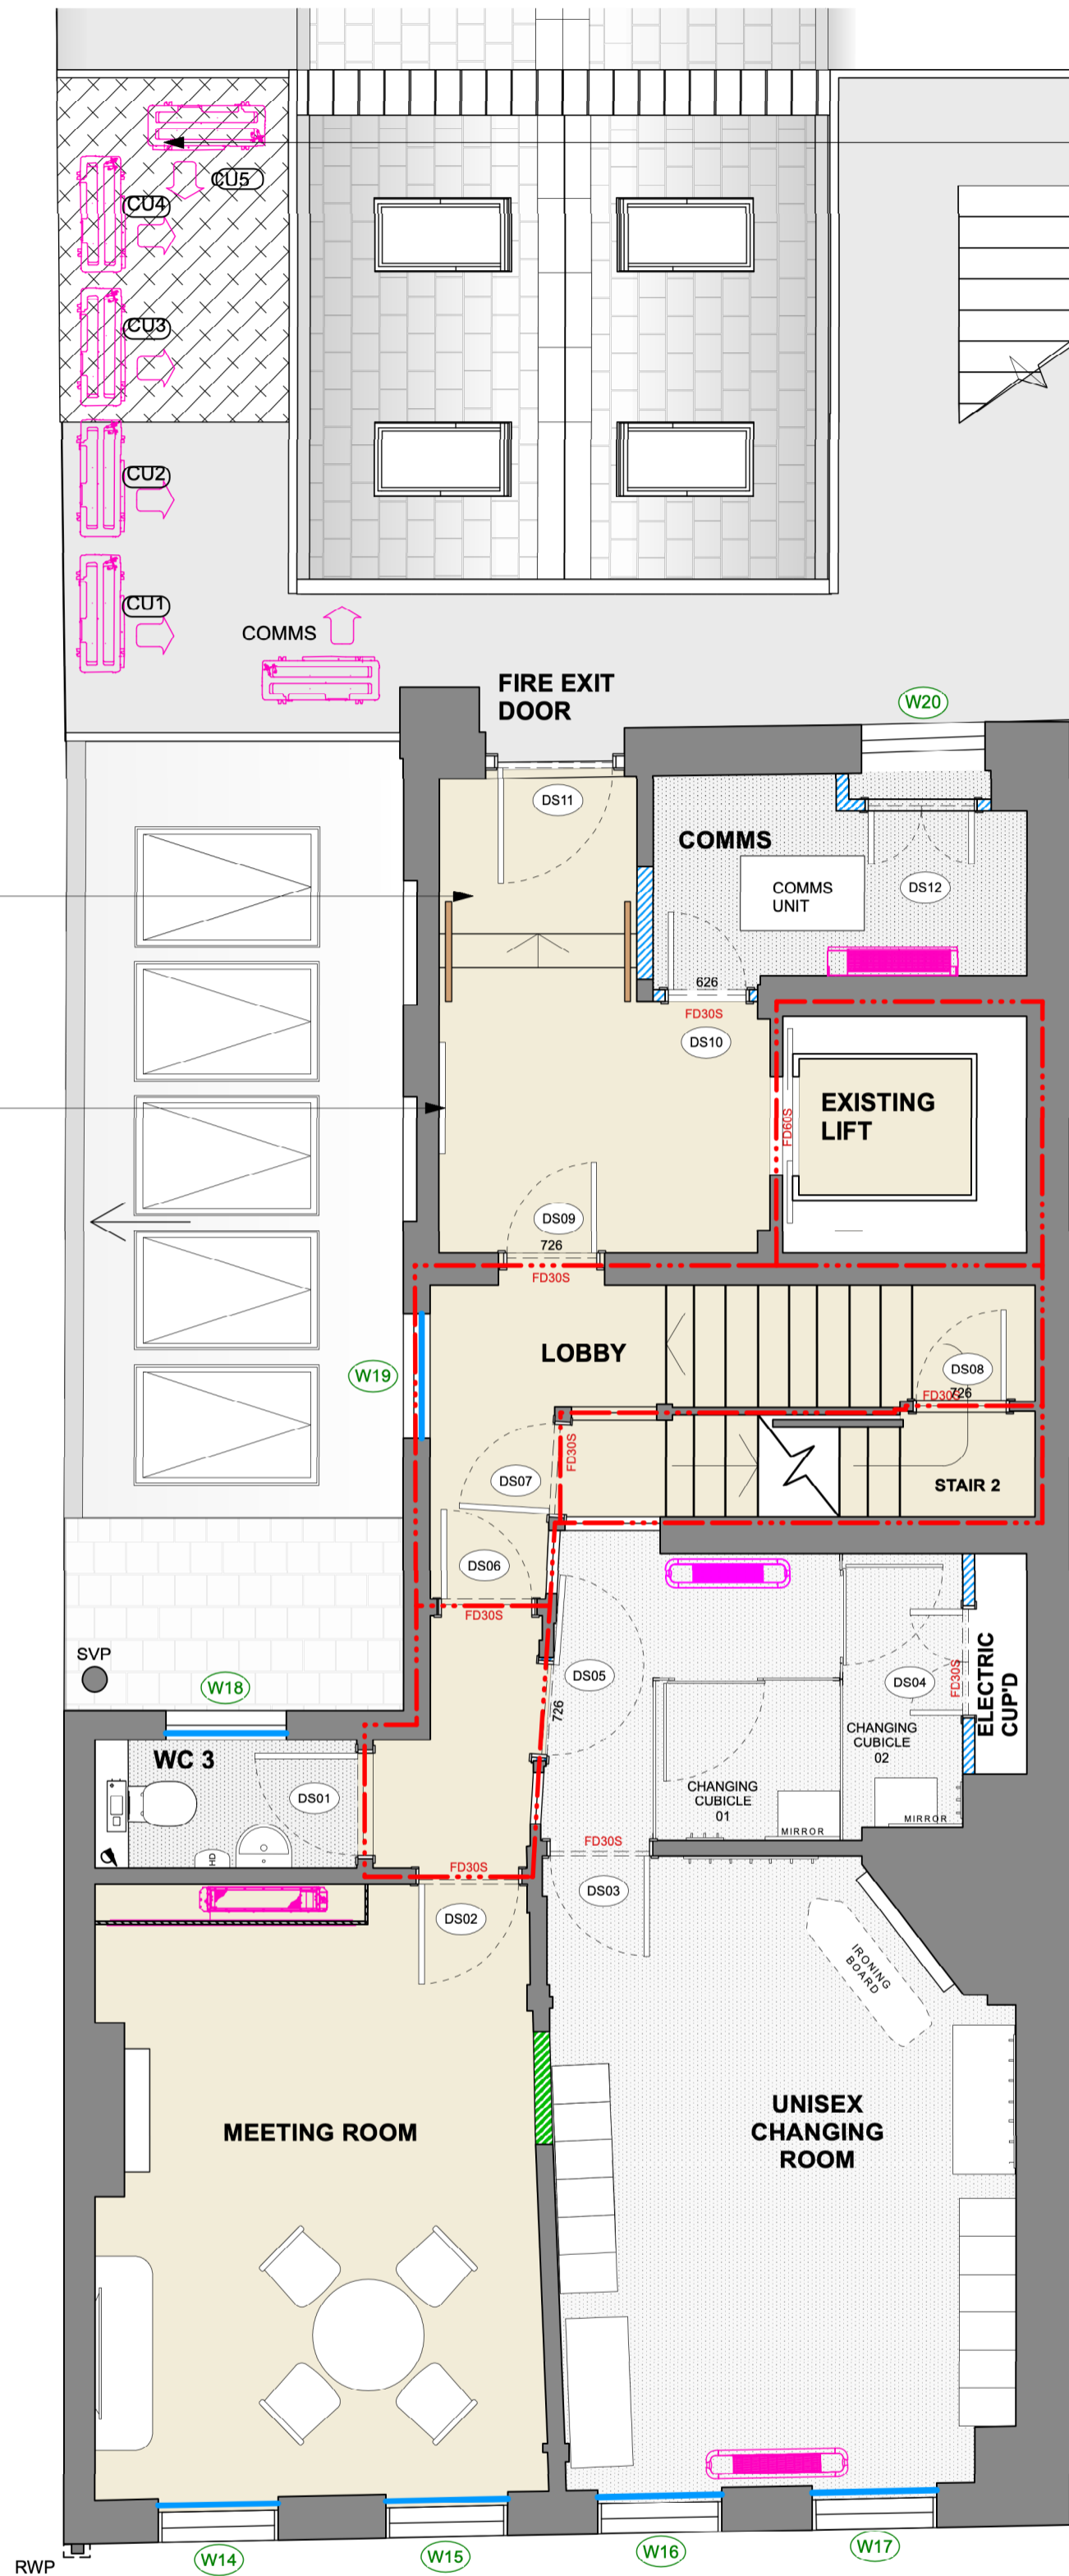 CU5
CU4
CU3
CU2
CU1
COMMS
FIRE EXIT
DOOR
W20
DS11
COMMS
COMMS
UNIT
DS12
626
FD30S
DS10
EXISTING
LIFT
FD60S
DS09
726
FD30S
LOBBY
W19
DS08
FD30S
726
FD30S
DS07
STAIR 2
DS06
FD30S
SVP
W18
DS05
726
DS04
FD30S
ELECTRIC
CUP'D
WC 3
CHANGING
CUBICLE
02
CHANGING
CUBICLE
01
DS01
HD
MIRROR
MIRROR
FD30S
FD30S
DS03
DS02
IRONING
BOARD
MEETING ROOM
UNISEX
CHANGING
ROOM
RWP
W14
W15
W16
W17